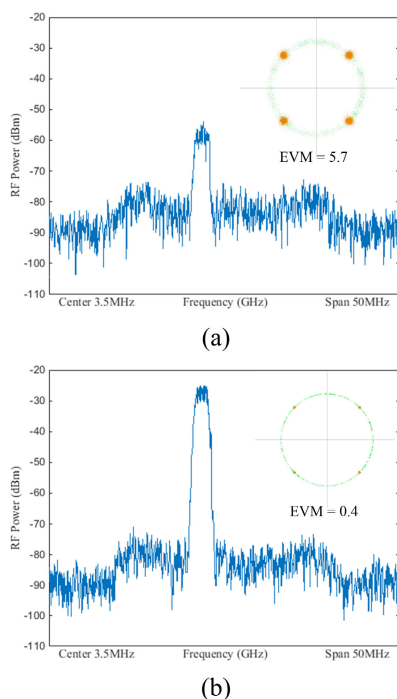 -20
-30
-40
-50
-60
-70
-80
-90
-100
-110
RF Power (dBm)
EVM = 5.7
Center 3.5MHz Frequency (GHz) Span 50MHz
(a)
-20
-30
-40
-50
-60
-70
-80
-90
-100
-110
RF Power (dBm)
EVM = 0.4
Center 3.5MHz Frequency (GHz) Span 50MHz
(b)